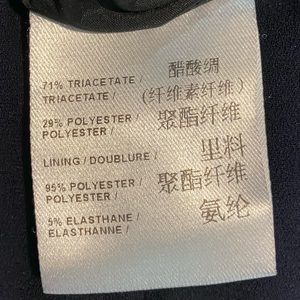 71% TRIACETATE / 醋酸绸
TRIACETATE / (纤维素纤维)
29% POLYESTER / 聚酯纤维
POLYESTER /
LINING / DOUBLURE / 里料
95% POLYESTER / 聚酯纤维
POLYESTER /
5% ELASTHANE / 氨纶
ELASTHANNE /